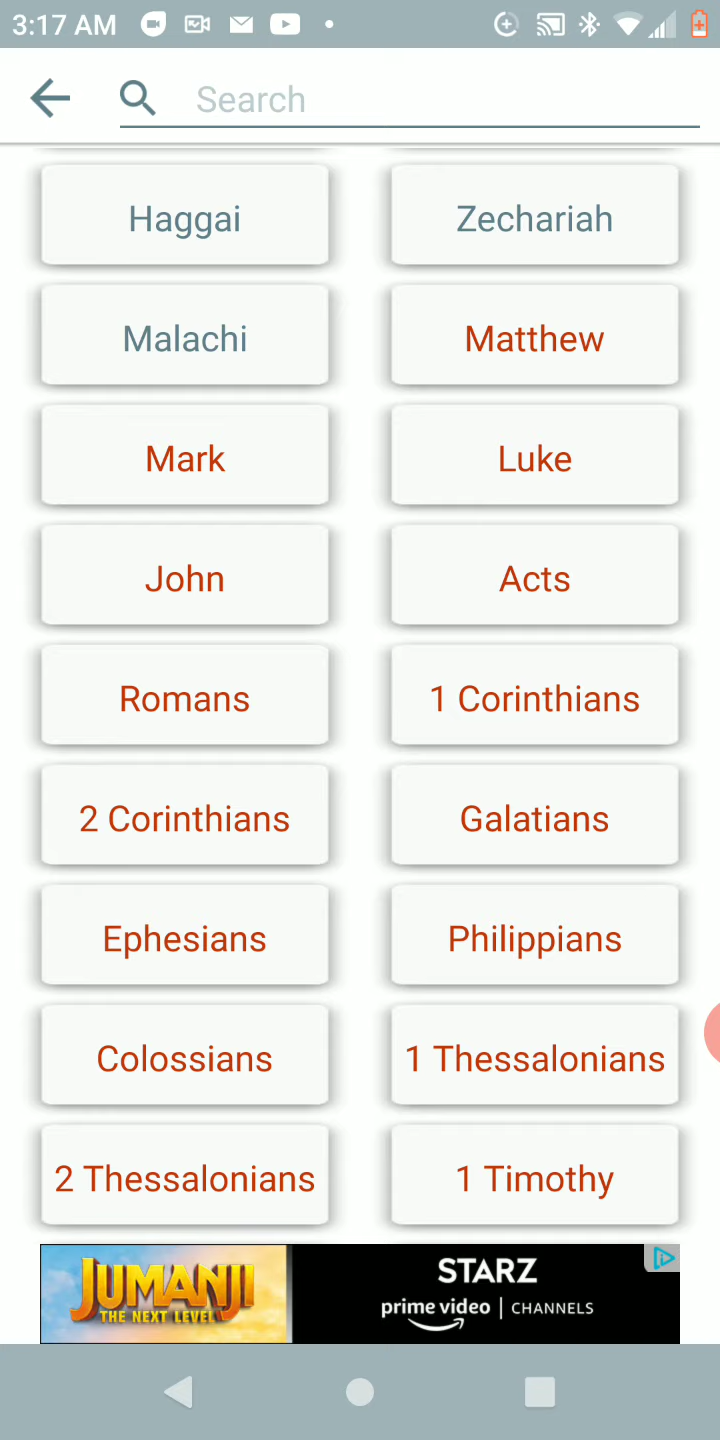 3:17 AM
Search
Haggai
Zechariah
Malachi
Matthew
Mark
Luke
John
Acts
Romans
1 Corinthians
2 Corinthians
Galatians
Ephesians
Philippians
Colossians
1 Thessalonians
2 Thessalonians
1 Timothy
JUMANJI
THE NEXT LEVEL
STARZ
prime video | CHANNELS